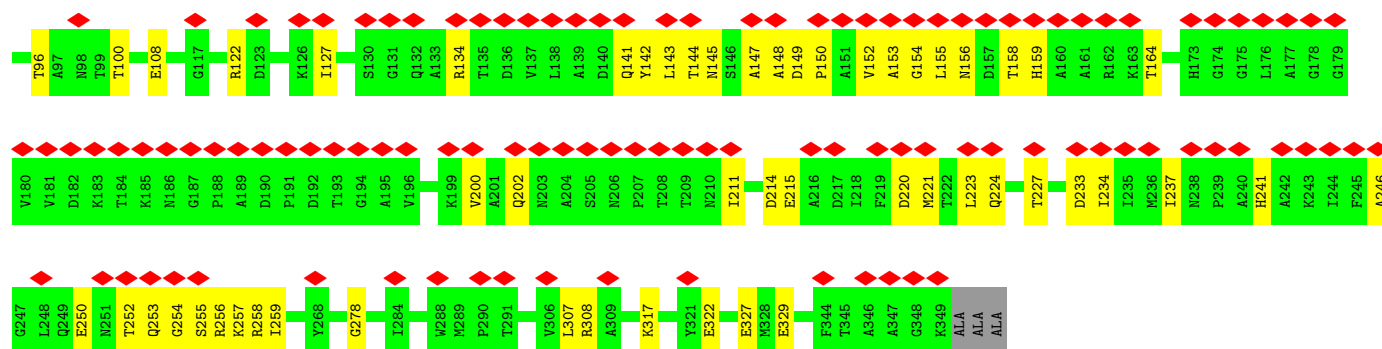 T96 A97 N98 T99 T100 E108 G117 R122 D123 K126 I127 S130 G131 Q132 A133 R134 T135 D136 V137 L138 A139 D140 Q141 Y142 L143 T144 N145 S146 A147 A148 D149 P150 A151 V152 A153 G154 L155 N156 D157 T158 H159 A160 A161 R162 K163 T164 H173 G174 G175 L176 A177 G178 G179
V180 V181 D182 K183 T184 K185 N186 G187 P188 A189 D190 P191 D192 T193 G194 A195 V196 K199 V200 A201 Q202 N203 A204 S205 N206 P207 T208 T209 N210 I211 D214 E215 A216 D217 I218 F219 D220 M221 T222 L223 Q224 T227 D233 I234 I235 M236 I237 N238 P239 A240 H241 A242 K243 I244 F245 A246
G247 L248 Q249 E250 N251 T252 Q253 G254 S255 R256 K257 R258 I259 Y268 G278 I284 W288 M289 P290 T291 V306 L307 R308 A309 K317 Y321 E322 E327 M328 E329 F344 T345 A346 A347 G348 K349 ALA ALA ALA